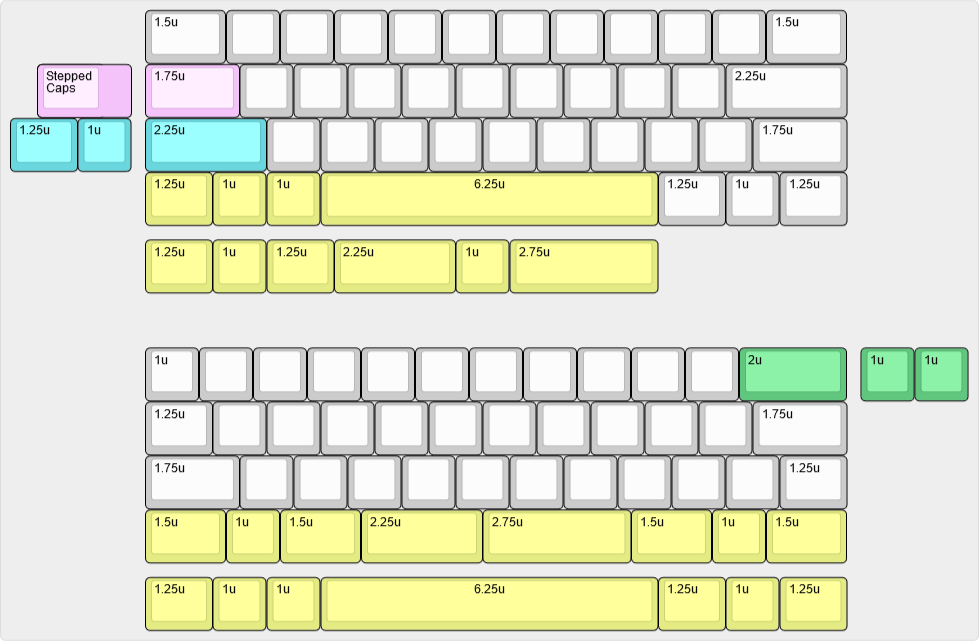 1.5u 1.5u
Stepped Caps 1.75u 2.25u
1.25u 1u 2.25u 1.75u
1.25u 1u 1u 6.25u 1.25u 1u 1.25u
1.25u 1u 1.25u 2.25u 1u 2.75u
1u 2u 1u 1u
1.25u 1.75u
1.75u 1.25u
1.5u 1u 1.5u 2.25u 2.75u 1.5u 1u 1.5u
1.25u 1u 1u 6.25u 1.25u 1u 1.25u